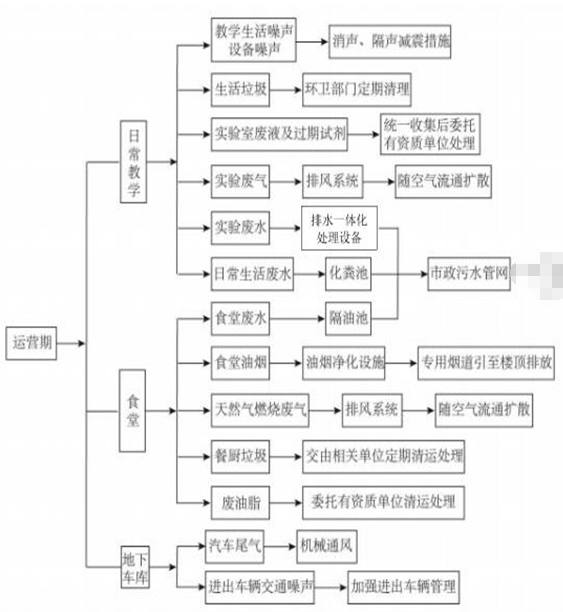 教学生活噪声
设备噪声
消声、隔声减震措施
生活垃圾
环卫部门定期清理
实验室废液及过期试剂
统一收集后委托
有资质单位处理
日常教学
实验废气
排风系统
随空气流通扩散
实验废水
排水一体化
处理设备
日常生活废水
化粪池
市政污水管网
食堂废水
隔油池
运营期
食堂油烟
油烟净化设施
专用烟道引至楼顶排放
食堂
天然气燃烧废气
排风系统
随空气流通扩散
餐厨垃圾
交由相关单位定期清运处理
废油脂
委托有资质单位清运处理
地下
车库
汽车尾气
机械通风
进出车辆交通噪声
加强进出车辆管理